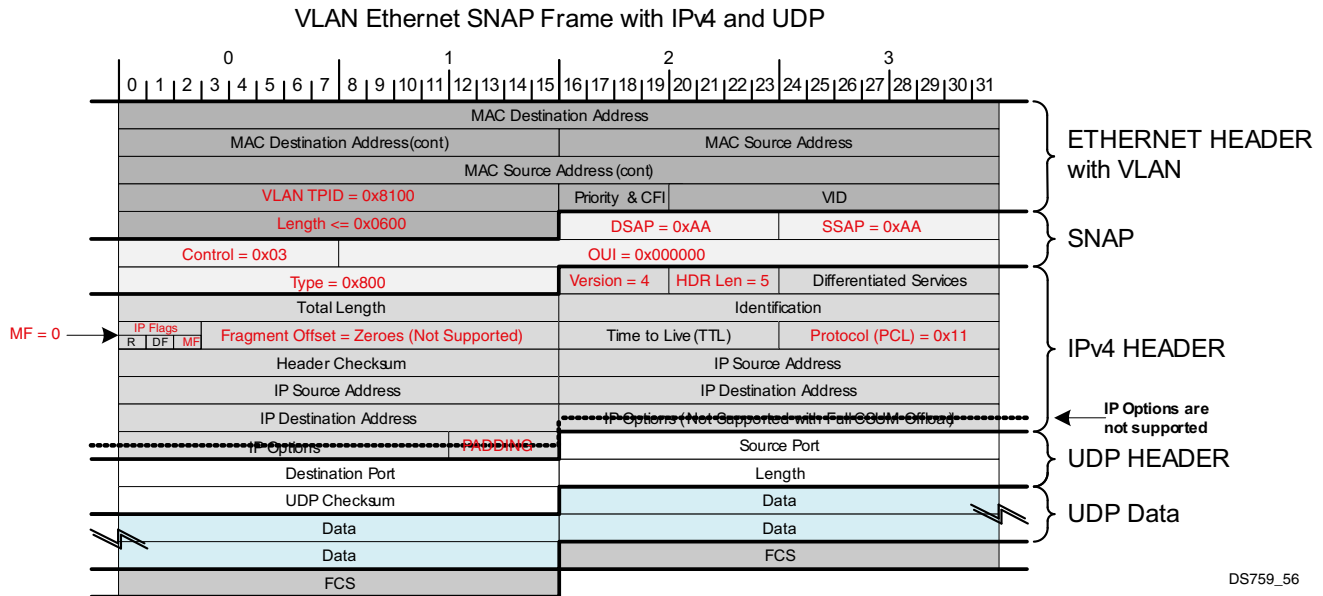 VLAN Ethernet SNAP Frame with IPv4 and UDP
0 1 2 3
0 1 2 3 4 5 6 7 8 9 10 11 12 13 14 15 16 17 18 19 20 21 22 23 24 25 26 27 28 29 30 31
MAC Destination Address
MAC Destination Address(cont) MAC Source Address
ETHERNET HEADER
with VLAN
MAC Source Address (cont)
VLAN TPID = 0x8100 Priority & CFI VID
Length <= 0x0600 DSAP = 0xAA SSAP = 0xAA
SNAP
Control = 0x03 OUI = 0x000000
Type = 0x800 Version = 4 HDR Len = 5 Differentiated Services
Total Length Identification
MF = 0 IP Flags
R DF MF Fragment Offset = Zeroes (Not Supported) Time to Live (TTL) Protocol (PCL) = 0x11
IPv4 HEADER
Header Checksum IP Source Address
IP Source Address IP Destination Address
IP Destination Address IP Options (Not Supported with Full CSUM Offload)
IP Options are
not supported
IP Options PADDING Source Port
UDP HEADER
Destination Port Length
UDP Checksum Data
UDP Data
Data Data
Data FCS
FCS
DS759_56